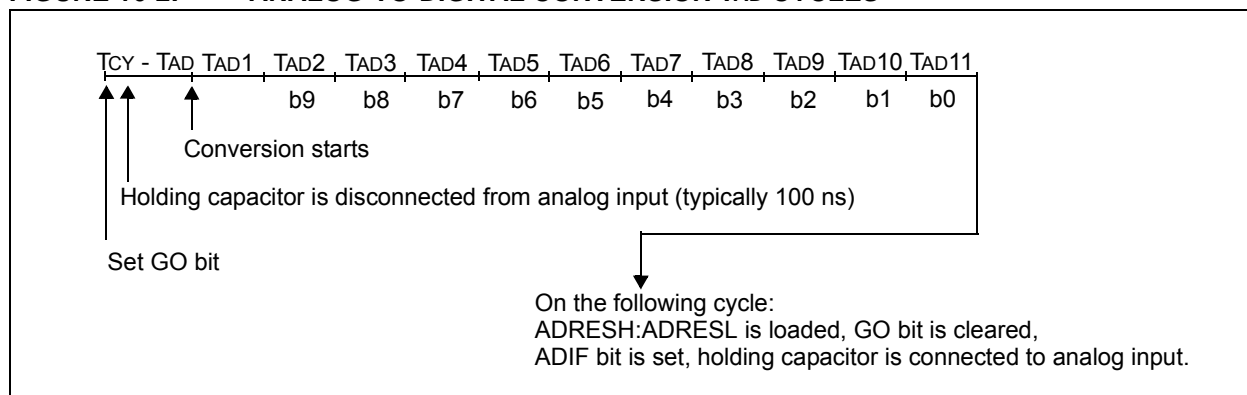 FIGURE 16-2: ANALOG-TO-DIGITAL CONVERSION TAD CYCLES
TCY - TAD TAD1 TAD2 TAD3 TAD4 TAD5 TAD6 TAD7 TAD8 TAD9 TAD10 TAD11
b9 b8 b7 b6 b5 b4 b3 b2 b1 b0
Conversion starts
Holding capacitor is disconnected from analog input (typically 100 ns)
Set GO bit
On the following cycle:
ADRESH:ADRESL is loaded, GO bit is cleared,
ADIF bit is set, holding capacitor is connected to analog input.